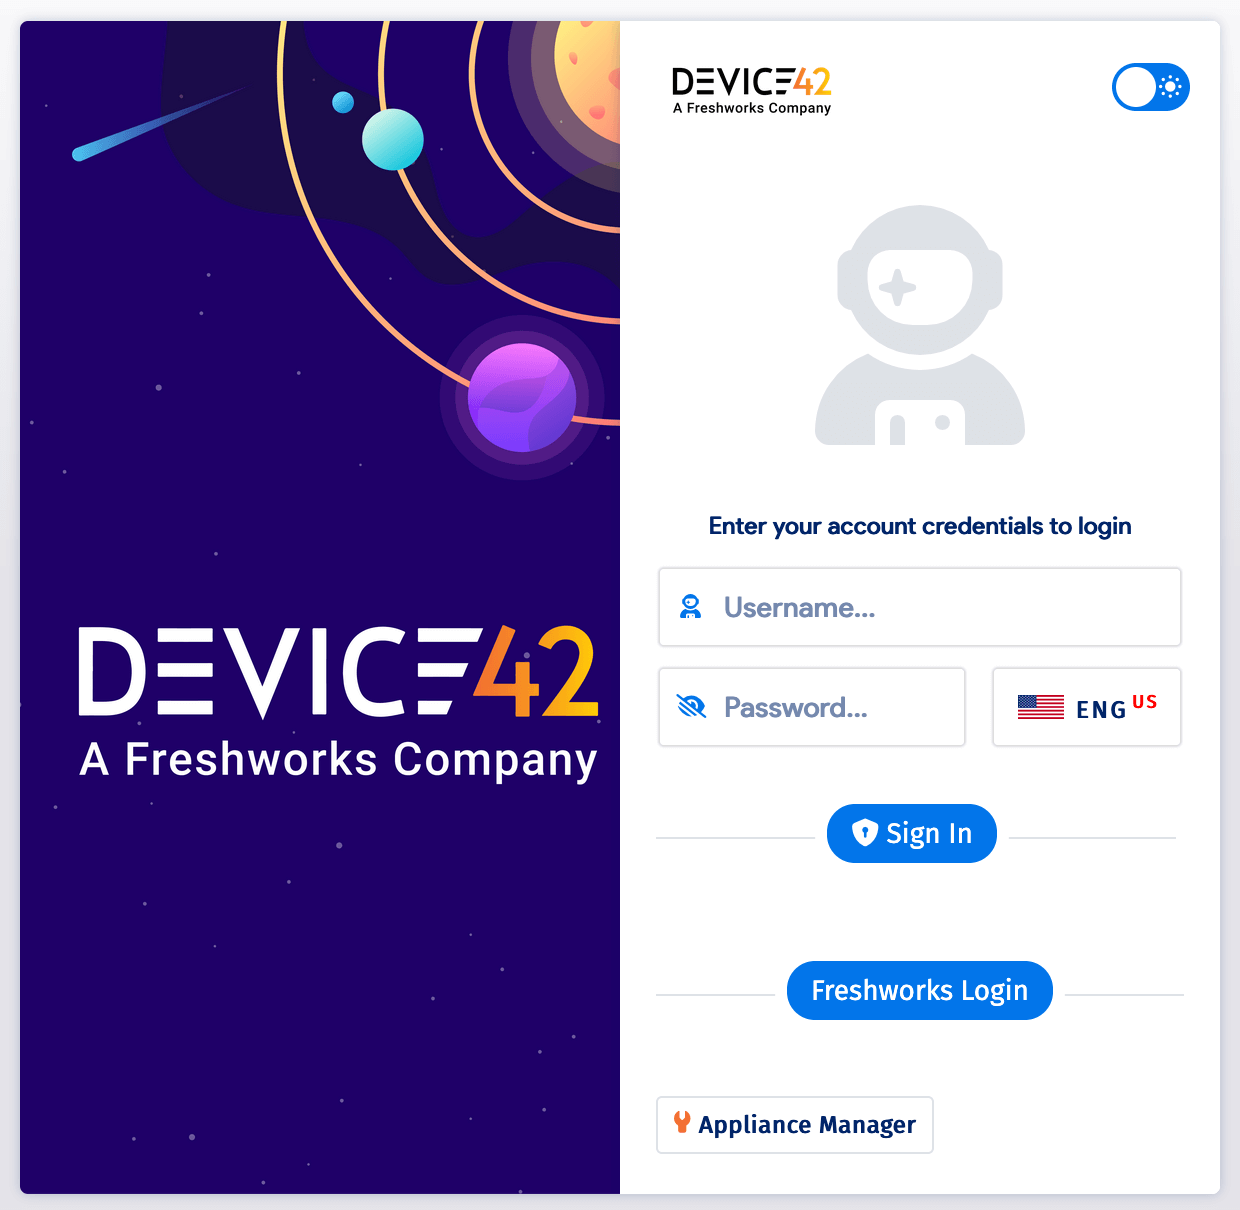 DEVICE42
A Freshworks Company
DEVICE42
A Freshworks Company
Enter your account credentials to login
Username...
Password...
ENG US
Sign In
Freshworks Login
Appliance Manager